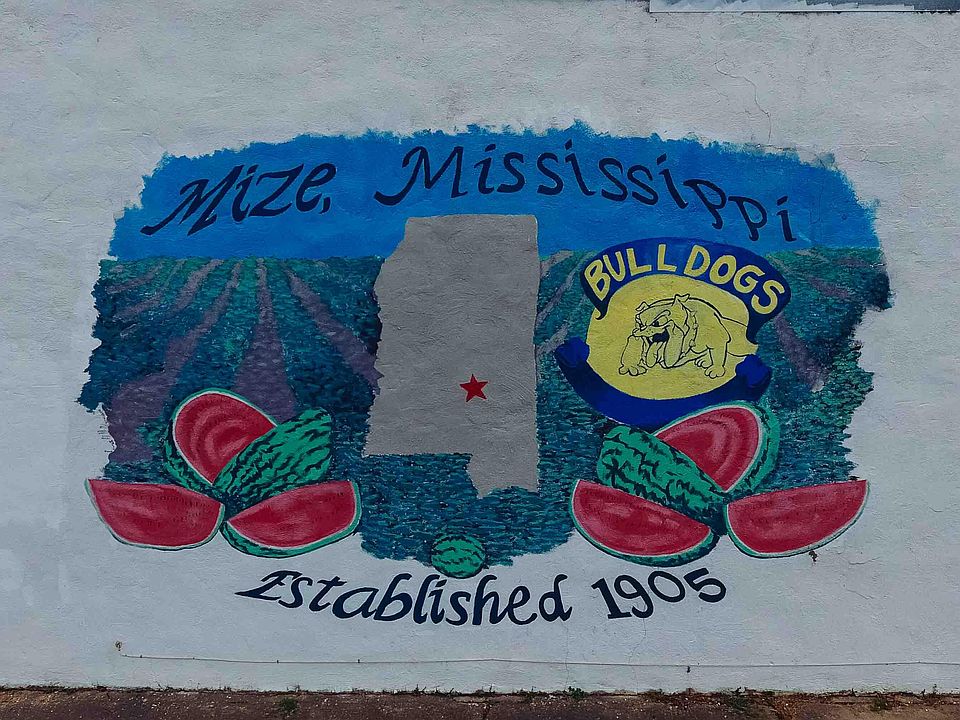 Mize, Mississippi
BULLDOGS
Established 1905